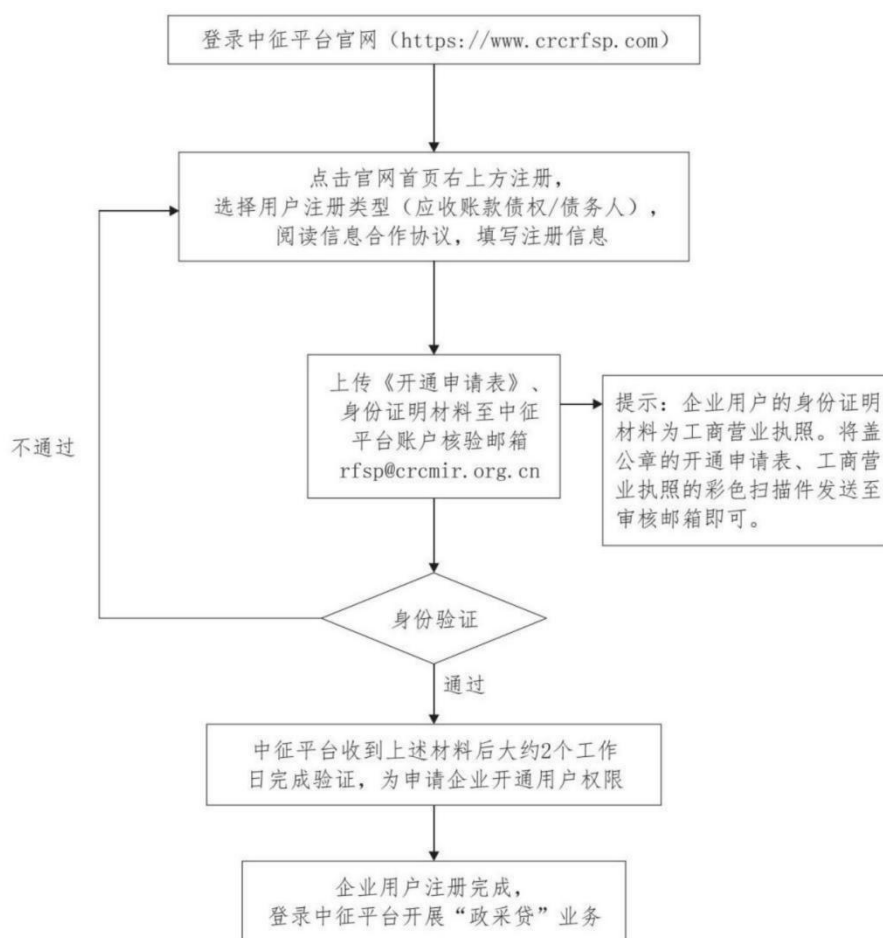 登录中征平台官网（https://www.crcrfsp.com）
点击官网首页右上方注册，
选择用户注册类型（应收账款债权/债务人），
阅读信息合作协议，填写注册信息
上传《开通申请表》、
身份证明材料至中征
平台账户核验邮箱
rfsp@crcmir.org.cn
提示：企业用户的身份证明
材料为工商营业执照。将盖
公章的开通申请表、工商营
业执照的彩色扫描件发送至
审核邮箱即可。
不通过
身份验证
通过
中征平台收到上述材料后大约2个工作
日完成验证，为申请企业开通用户权限
企业用户注册完成，
登录中征平台开展“政采贷”业务